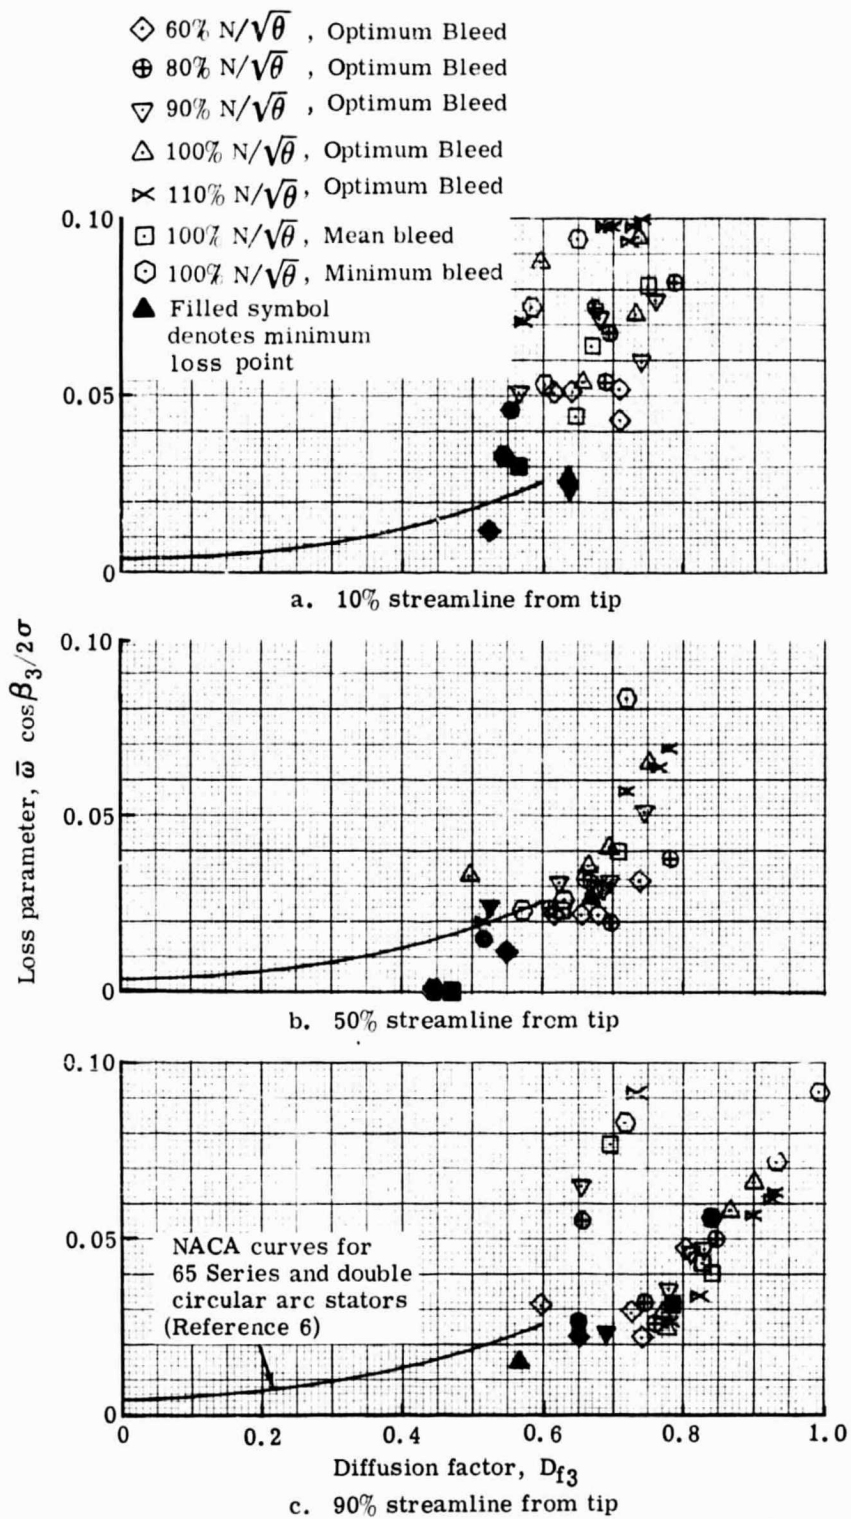 60% N/√θ̄ , Optimum Bleed
80% N/√θ̄ , Optimum Bleed
90% N/√θ̄ , Optimum Bleed
100% N/√θ̄ , Optimum Bleed
110% N/√θ̄ , Optimum Bleed
100% N/√θ̄ , Mean bleed
100% N/√θ̄ , Minimum bleed
Filled symbol
denotes minimum
loss point
0.10
0.05
0
a. 10% streamline from tip
Loss parameter, ω̄ cosβ₃/2σ
0.10
0.05
0
b. 50% streamline from tip
0.10
0.05
0
NACA curves for
65 Series and double
circular arc stators
(Reference 6)
0 0.2 0.4 0.6 0.8 1.0
Diffusion factor, Df3
c. 90% streamline from tip